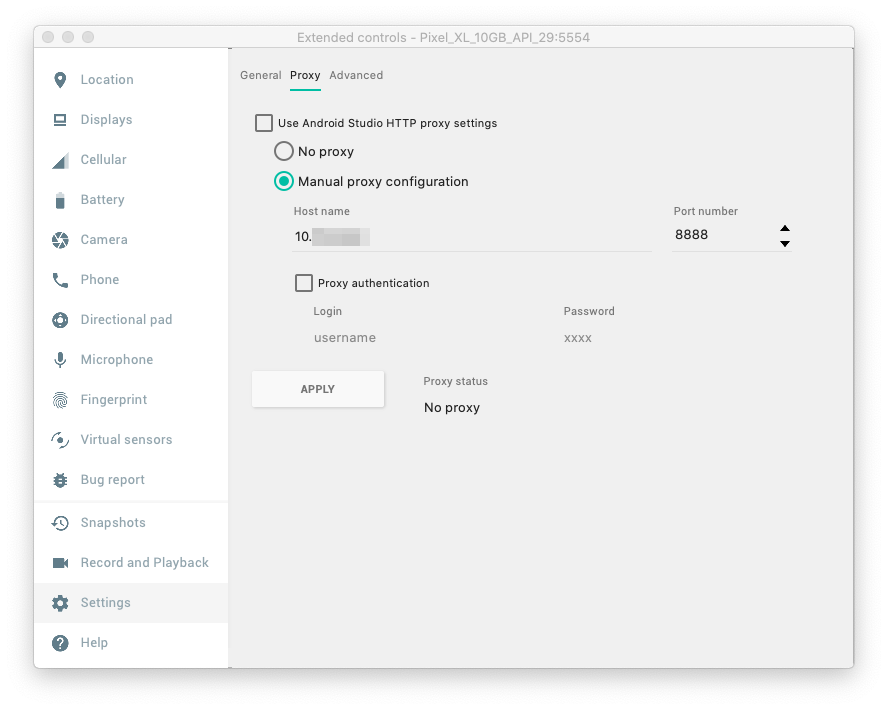 Extended controls - Pixel_XL_10GB_API_29:5554
Location
Displays
Cellular
Battery
Camera
Phone
Directional pad
Microphone
Fingerprint
Virtual sensors
Bug report
Snapshots
Record and Playback
Settings
Help
General Proxy Advanced
Use Android Studio HTTP proxy settings
No proxy
Manual proxy configuration
Host name Port number
10. 8888
Proxy authentication
Login Password
username xxxx
APPLY
Proxy status
No proxy